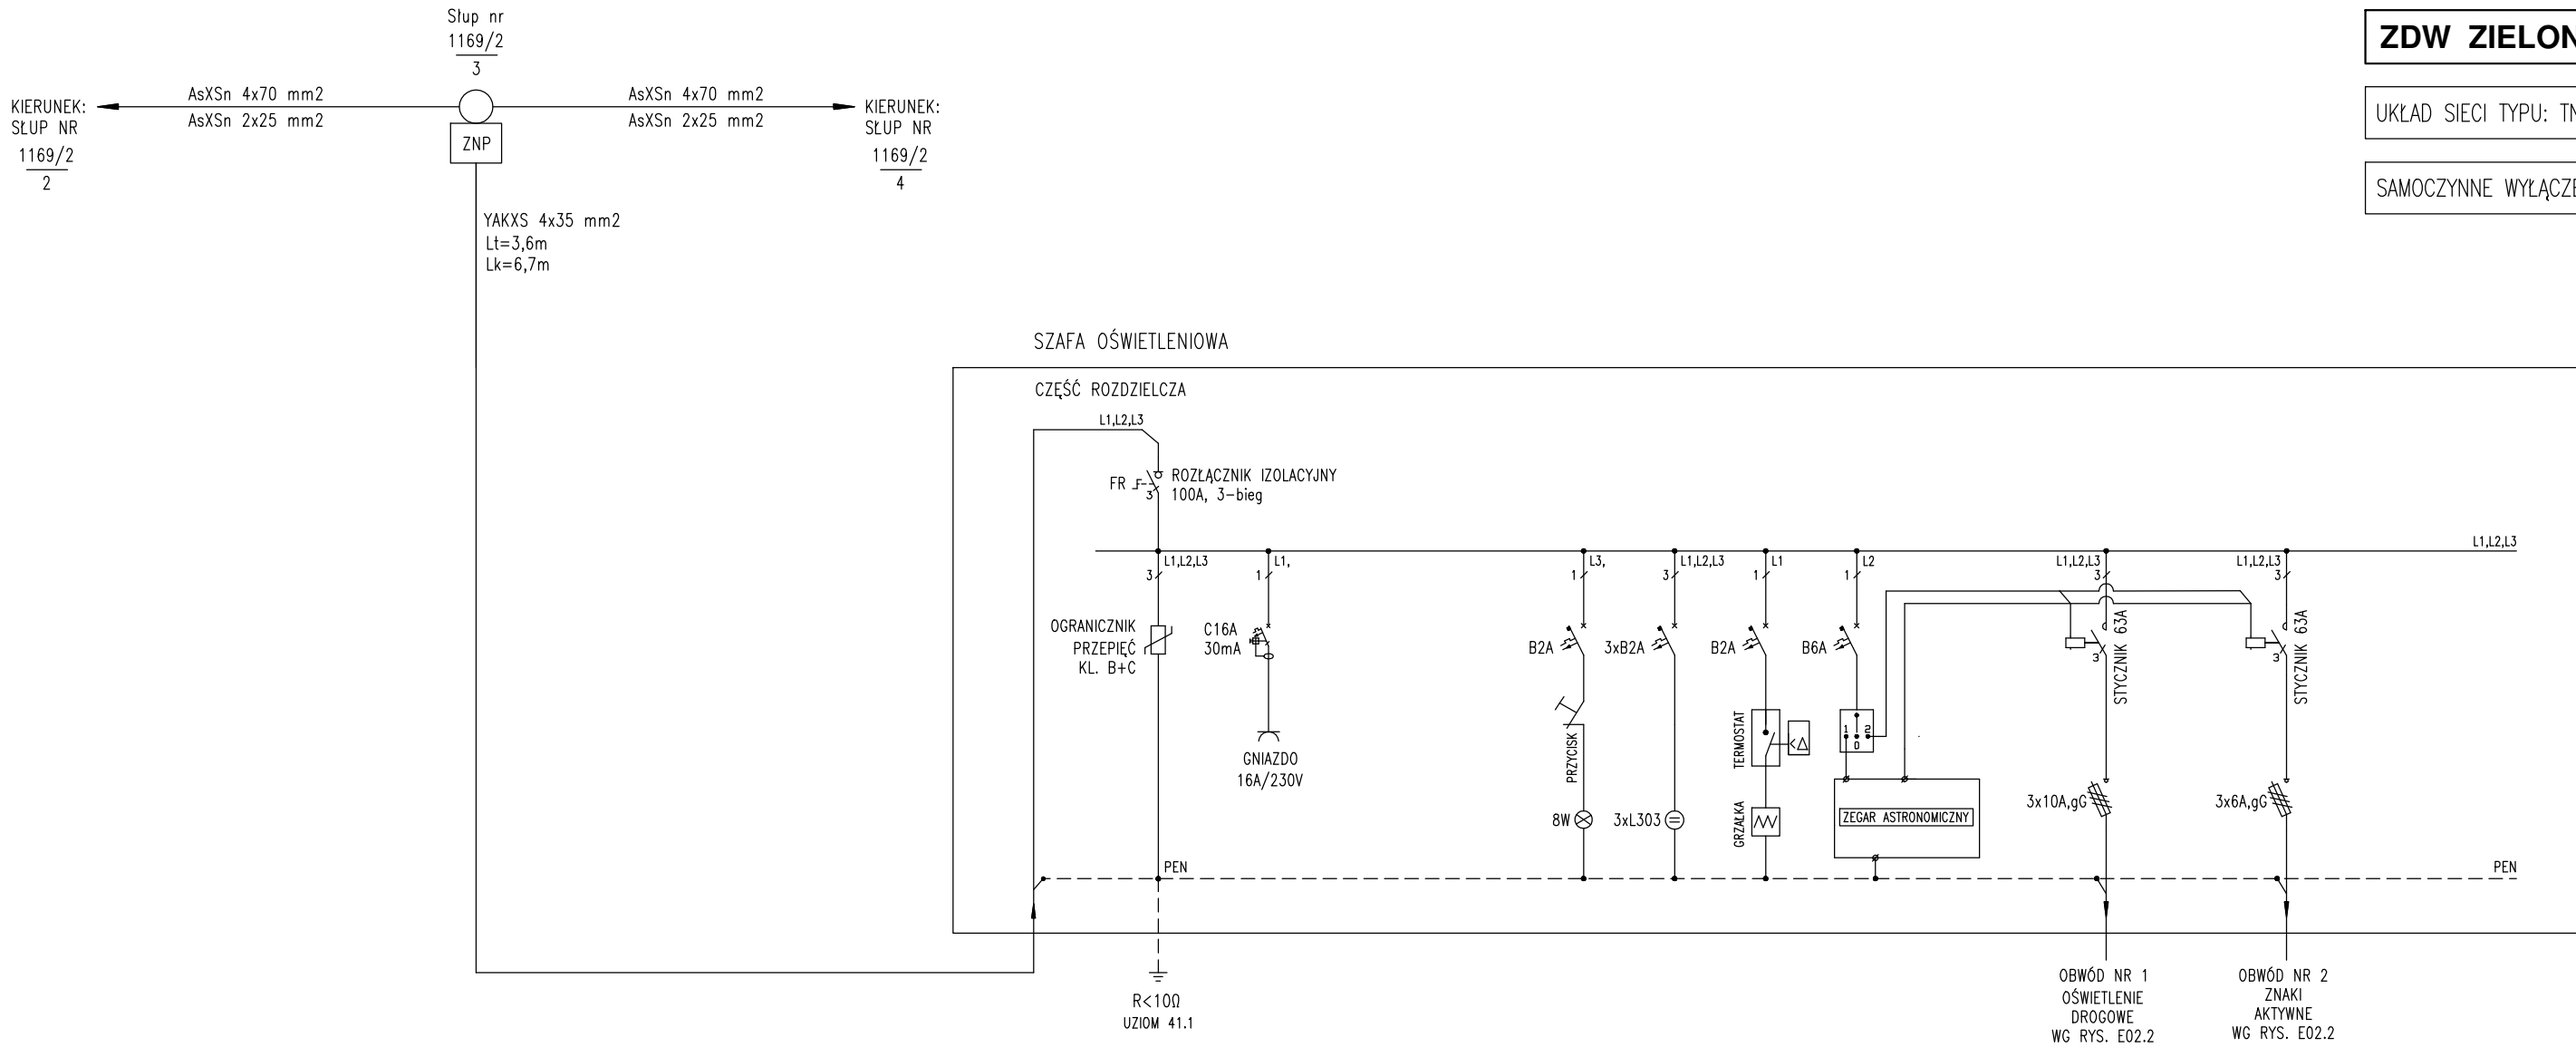 Słup nr
1169/2
3
ZDW ZIELON
UKŁAD SIECI TYPU: TN
SAMOCZYNNE WYŁĄCZE
KIERUNEK:
SŁUP NR
1169/2
2
AsXSn 4x70 mm2
AsXSn 2x25 mm2
ZNP
AsXSn 4x70 mm2
AsXSn 2x25 mm2
KIERUNEK:
SŁUP NR
1169/2
4
YAKXS 4x35 mm2
Lt=3,6m
Lk=6,7m
SZAFA OŚWIETLENIOWA
CZĘŚĆ ROZDZIELCZA
L1,L2,L3
FR
3
ROZŁĄCZNIK IZOLACYJNY
100A, 3-bieg
L1,L2,L3
L1,L2,L3
3
L1,
1
L3,
1
L1,L2,L3
3
L1
1
L2
1
L1,L2,L3
3
L1,L2,L3
3
OGRANICZNIK
PRZEPIĘĆ
KL. B+C
C16A
30mA
GNIAZDO
16A/230V
B2A
PRZYCISK
8W
3xB2A
3xL303
B2A
TERMOSTAT
<Δ
GRZAŁKA
B6A
1 2
0
ZEGAR ASTRONOMICZNY
3
STYCZNIK 63A
3x10A,gG
3
STYCZNIK 63A
3x6A,gG
PEN
PEN
R<10Ω
UZIOM 41.1
OBWÓD NR 1
OŚWIETLENIE
DROGOWE
WG RYS. E02.2
OBWÓD NR 2
ZNAKI
AKTYWNE
WG RYS. E02.2